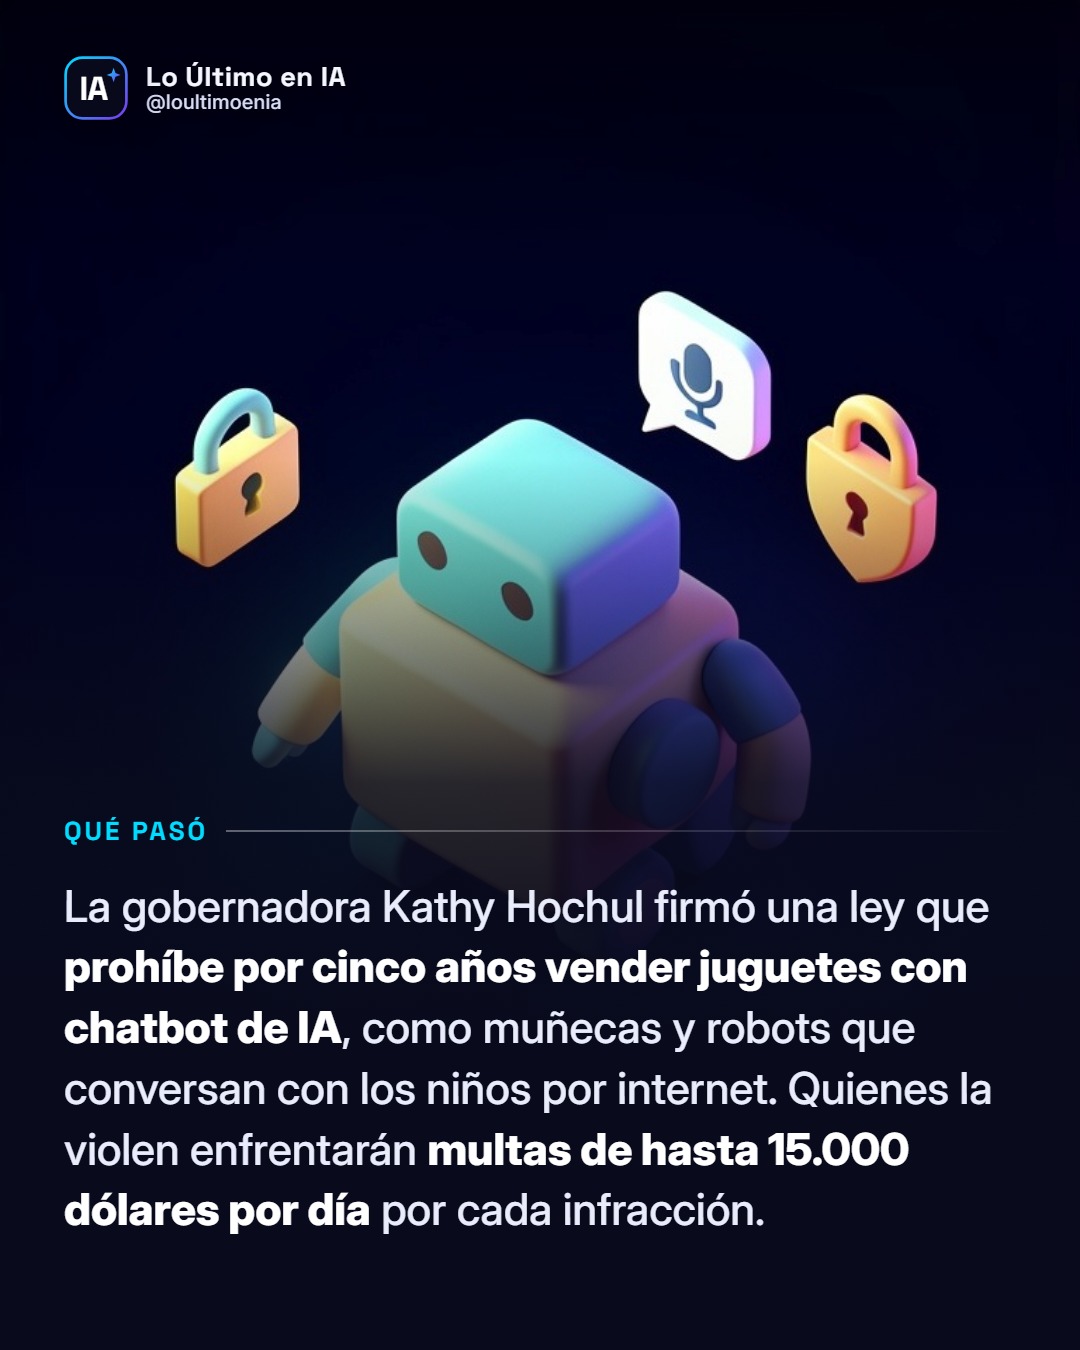 IA
Lo Último en IA
@loultimoenia
QUÉ PASÓ
La gobernadora Kathy Hochul firmó una ley que
prohíbe por cinco años vender juguetes con
chatbot de IA, como muñecas y robots que
conversan con los niños por internet. Quienes la
violen enfrentarán multas de hasta 15.000
dólares por día por cada infracción.